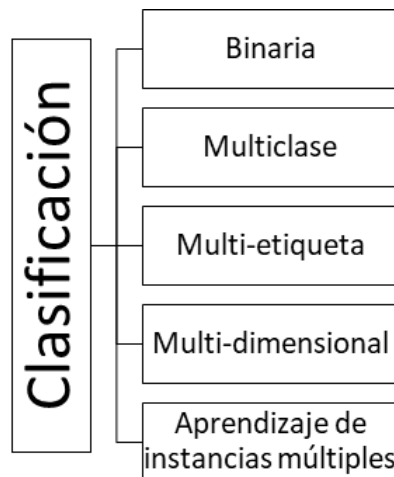 Clasificación
Binaria
Multiclase
Multi-etiqueta
Multi-dimensional
Aprendizaje de
instancias múltiples